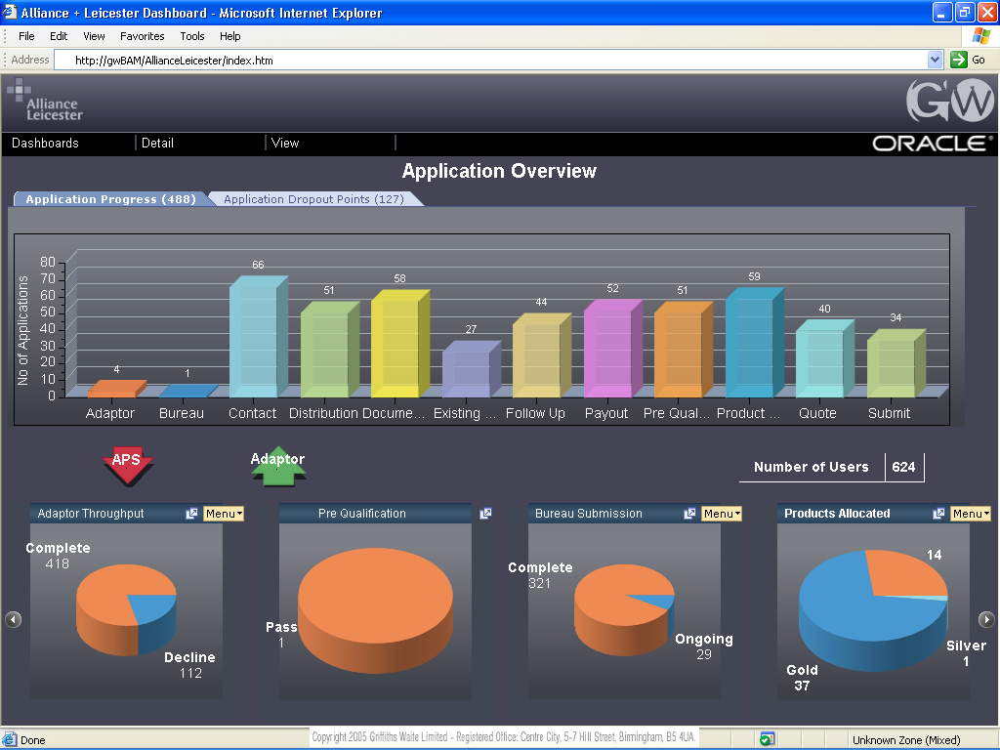 Alliance + Leicester Dashboard - Microsoft Internet Explorer
File Edit View Favorites Tools Help
Address http://gwBAM/AllianceLeicester/index.htm Go
Alliance
Leicester
GW
Dashboards Detail View
ORACLE®
Application Overview
Application Progress (488) Application Dropout Points (127)
No of Applications
80
70
60
50
40
30
20
10
0
4 1 66 51 58 27 44 52 51 59 40 34
Adaptor Bureau Contact Distribution Docume... Existing ... Follow Up Payout Pre Qual... Product ... Quote Submit
APS Adaptor
Number of Users 624
Adaptor Throughput Menu
Complete
418
Decline
112
Pre Qualification
Pass
1
Bureau Submission Menu
Complete
321
Ongoing
29
Products Allocated Menu
14
Silver
1
Gold
37
Copyright 2005 Griffiths Waite Limited - Registered Office: Centre City, 5-7 Hill Street, Birmingham, B5 4UA.
Done Unknown Zone (Mixed)